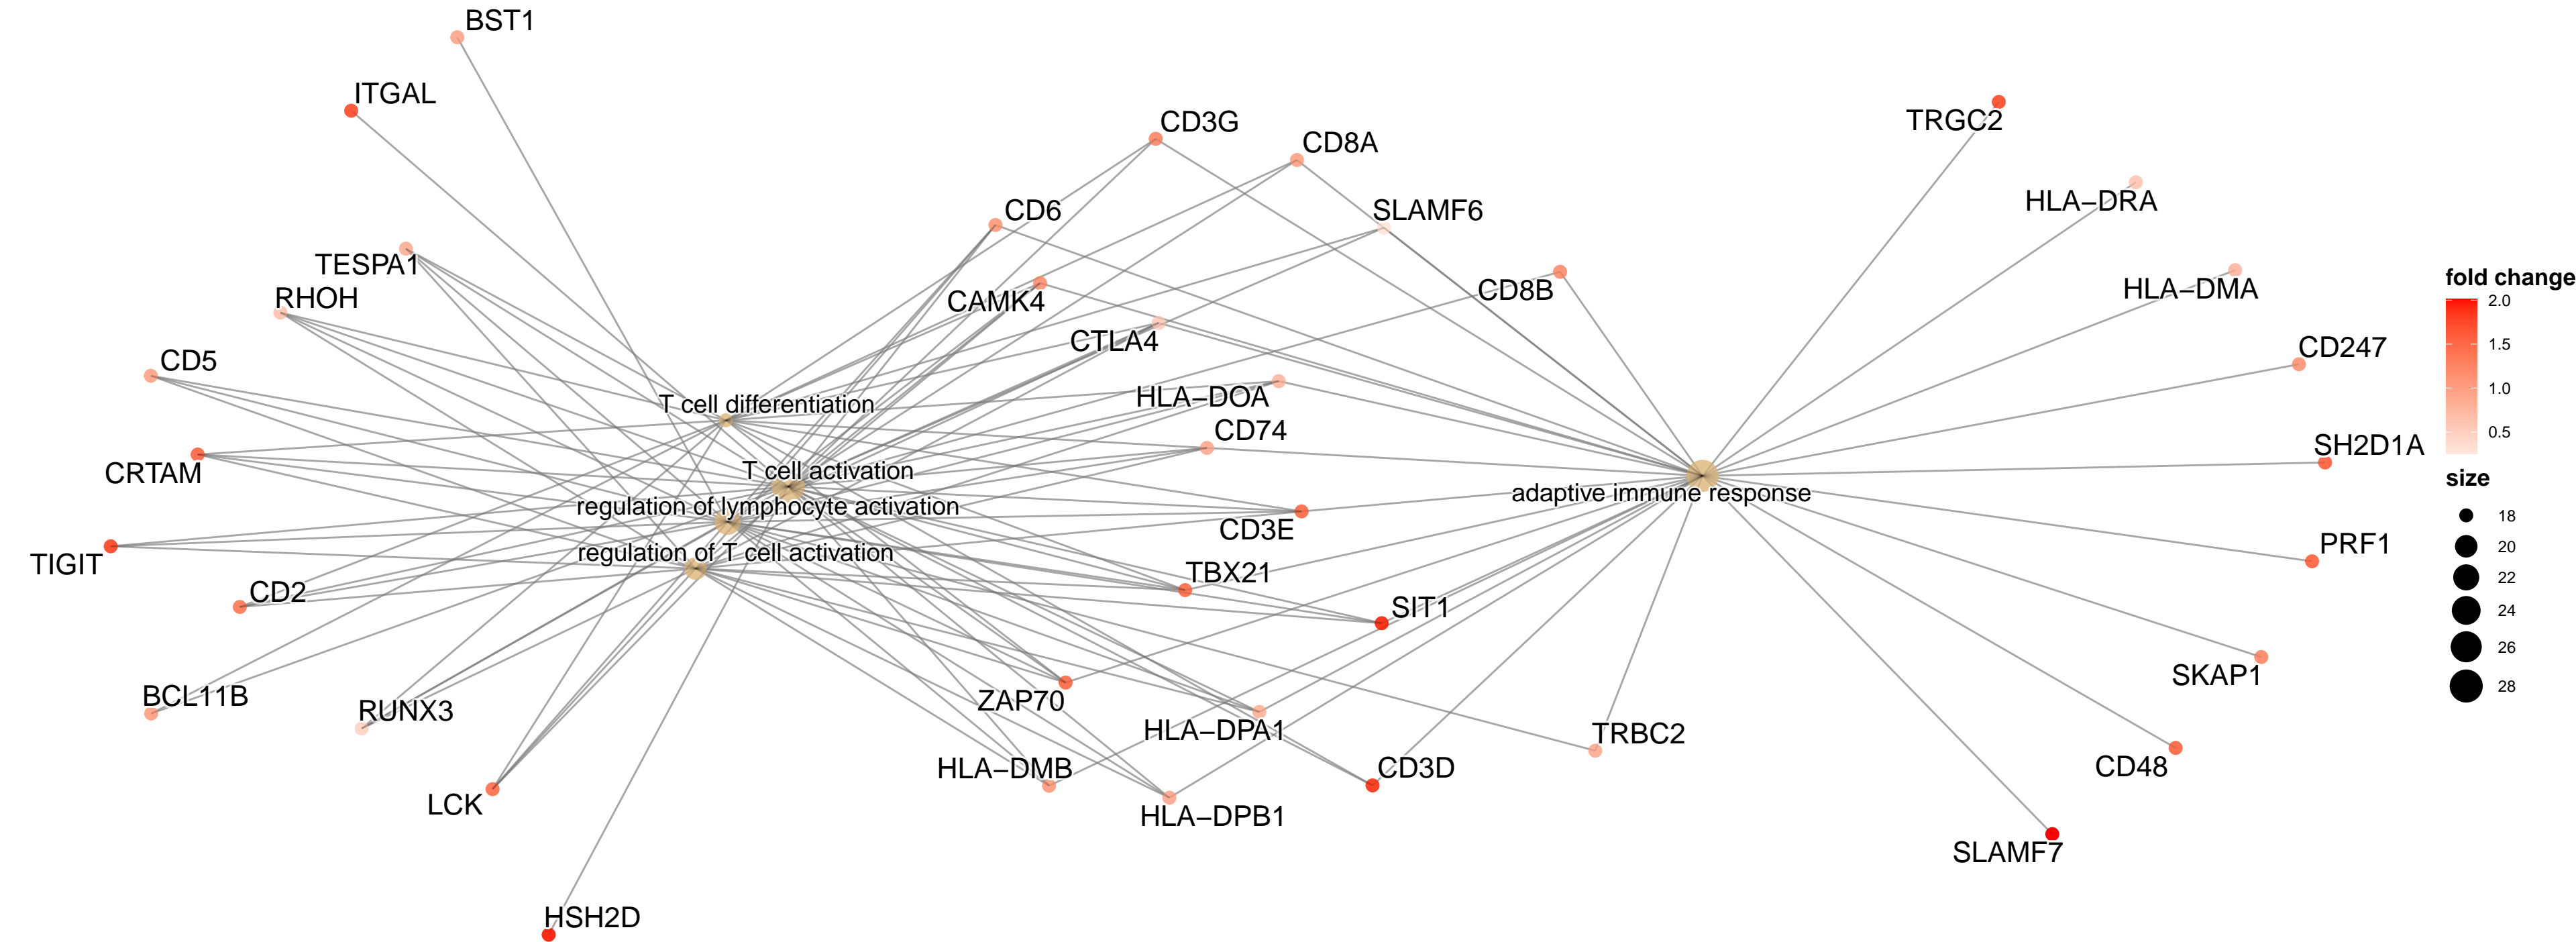 BST1
ITGAL
CD3G
TRGC2
CD8A
HLA−DRA
CD6
SLAMF6
TESPA1
fold change
RHOH
CD8B
HLA−DMA
CAMK4
2.0
CTLA4
CD247
1.5
CD5
1.0
HLA−DOA
T cell differentiation
CD74
0.5
SH2D1A
CRTAM
T cell activation
size
adaptive immune response
regulation of lymphocyte activation
18
CD3E
PRF1
20
regulation of T cell activation
TIGIT
TBX21
22
CD2
SIT1
24
26
SKAP1
28
BCL11B
ZAP70
RUNX3
HLA−DPA1
TRBC2
CD48
HLA−DMB
CD3D
LCK
HLA−DPB1
SLAMF7
HSH2D